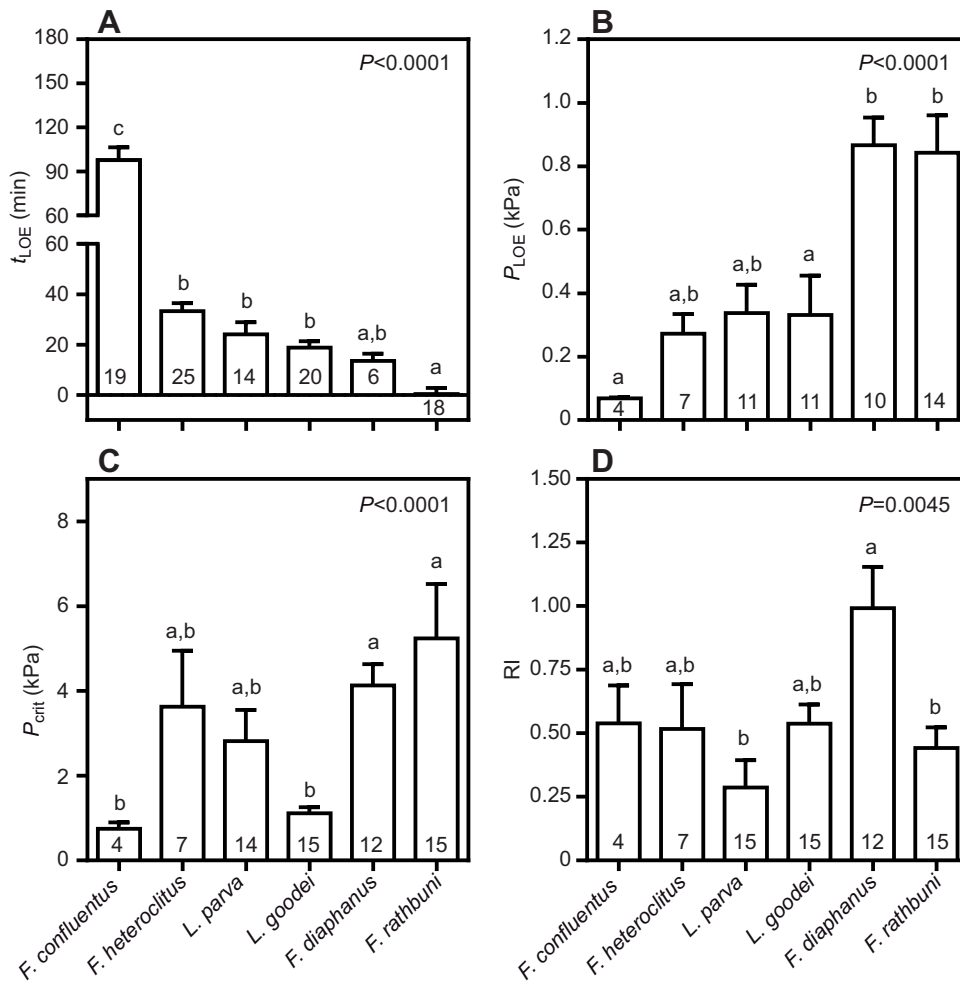 A
180
150
120
90
60
60
40
20
0
t_LOE (min)
P<0.0001
c
b
b
b
a,b
a
19
25
14
20
6
18
B
1.2
1.0
0.8
0.6
0.4
0.2
0
P_LOE (kPa)
P<0.0001
a
a,b
a,b
a
b
b
4
7
11
11
10
14
C
8
6
4
2
0
P_crit (kPa)
P<0.0001
b
a,b
a,b
b
a
a
4
7
14
15
12
15
F. confluentus
F. heteroclitus
L. parva
L. goodei
F. diaphanus
F. rathbuni
D
1.50
1.25
1.00
0.75
0.50
0.25
0
RI
P=0.0045
a,b
a,b
b
a,b
a
b
4
7
15
15
12
15
F. confluentus
F. heteroclitus
L. parva
L. goodei
F. diaphanus
F. rathbuni